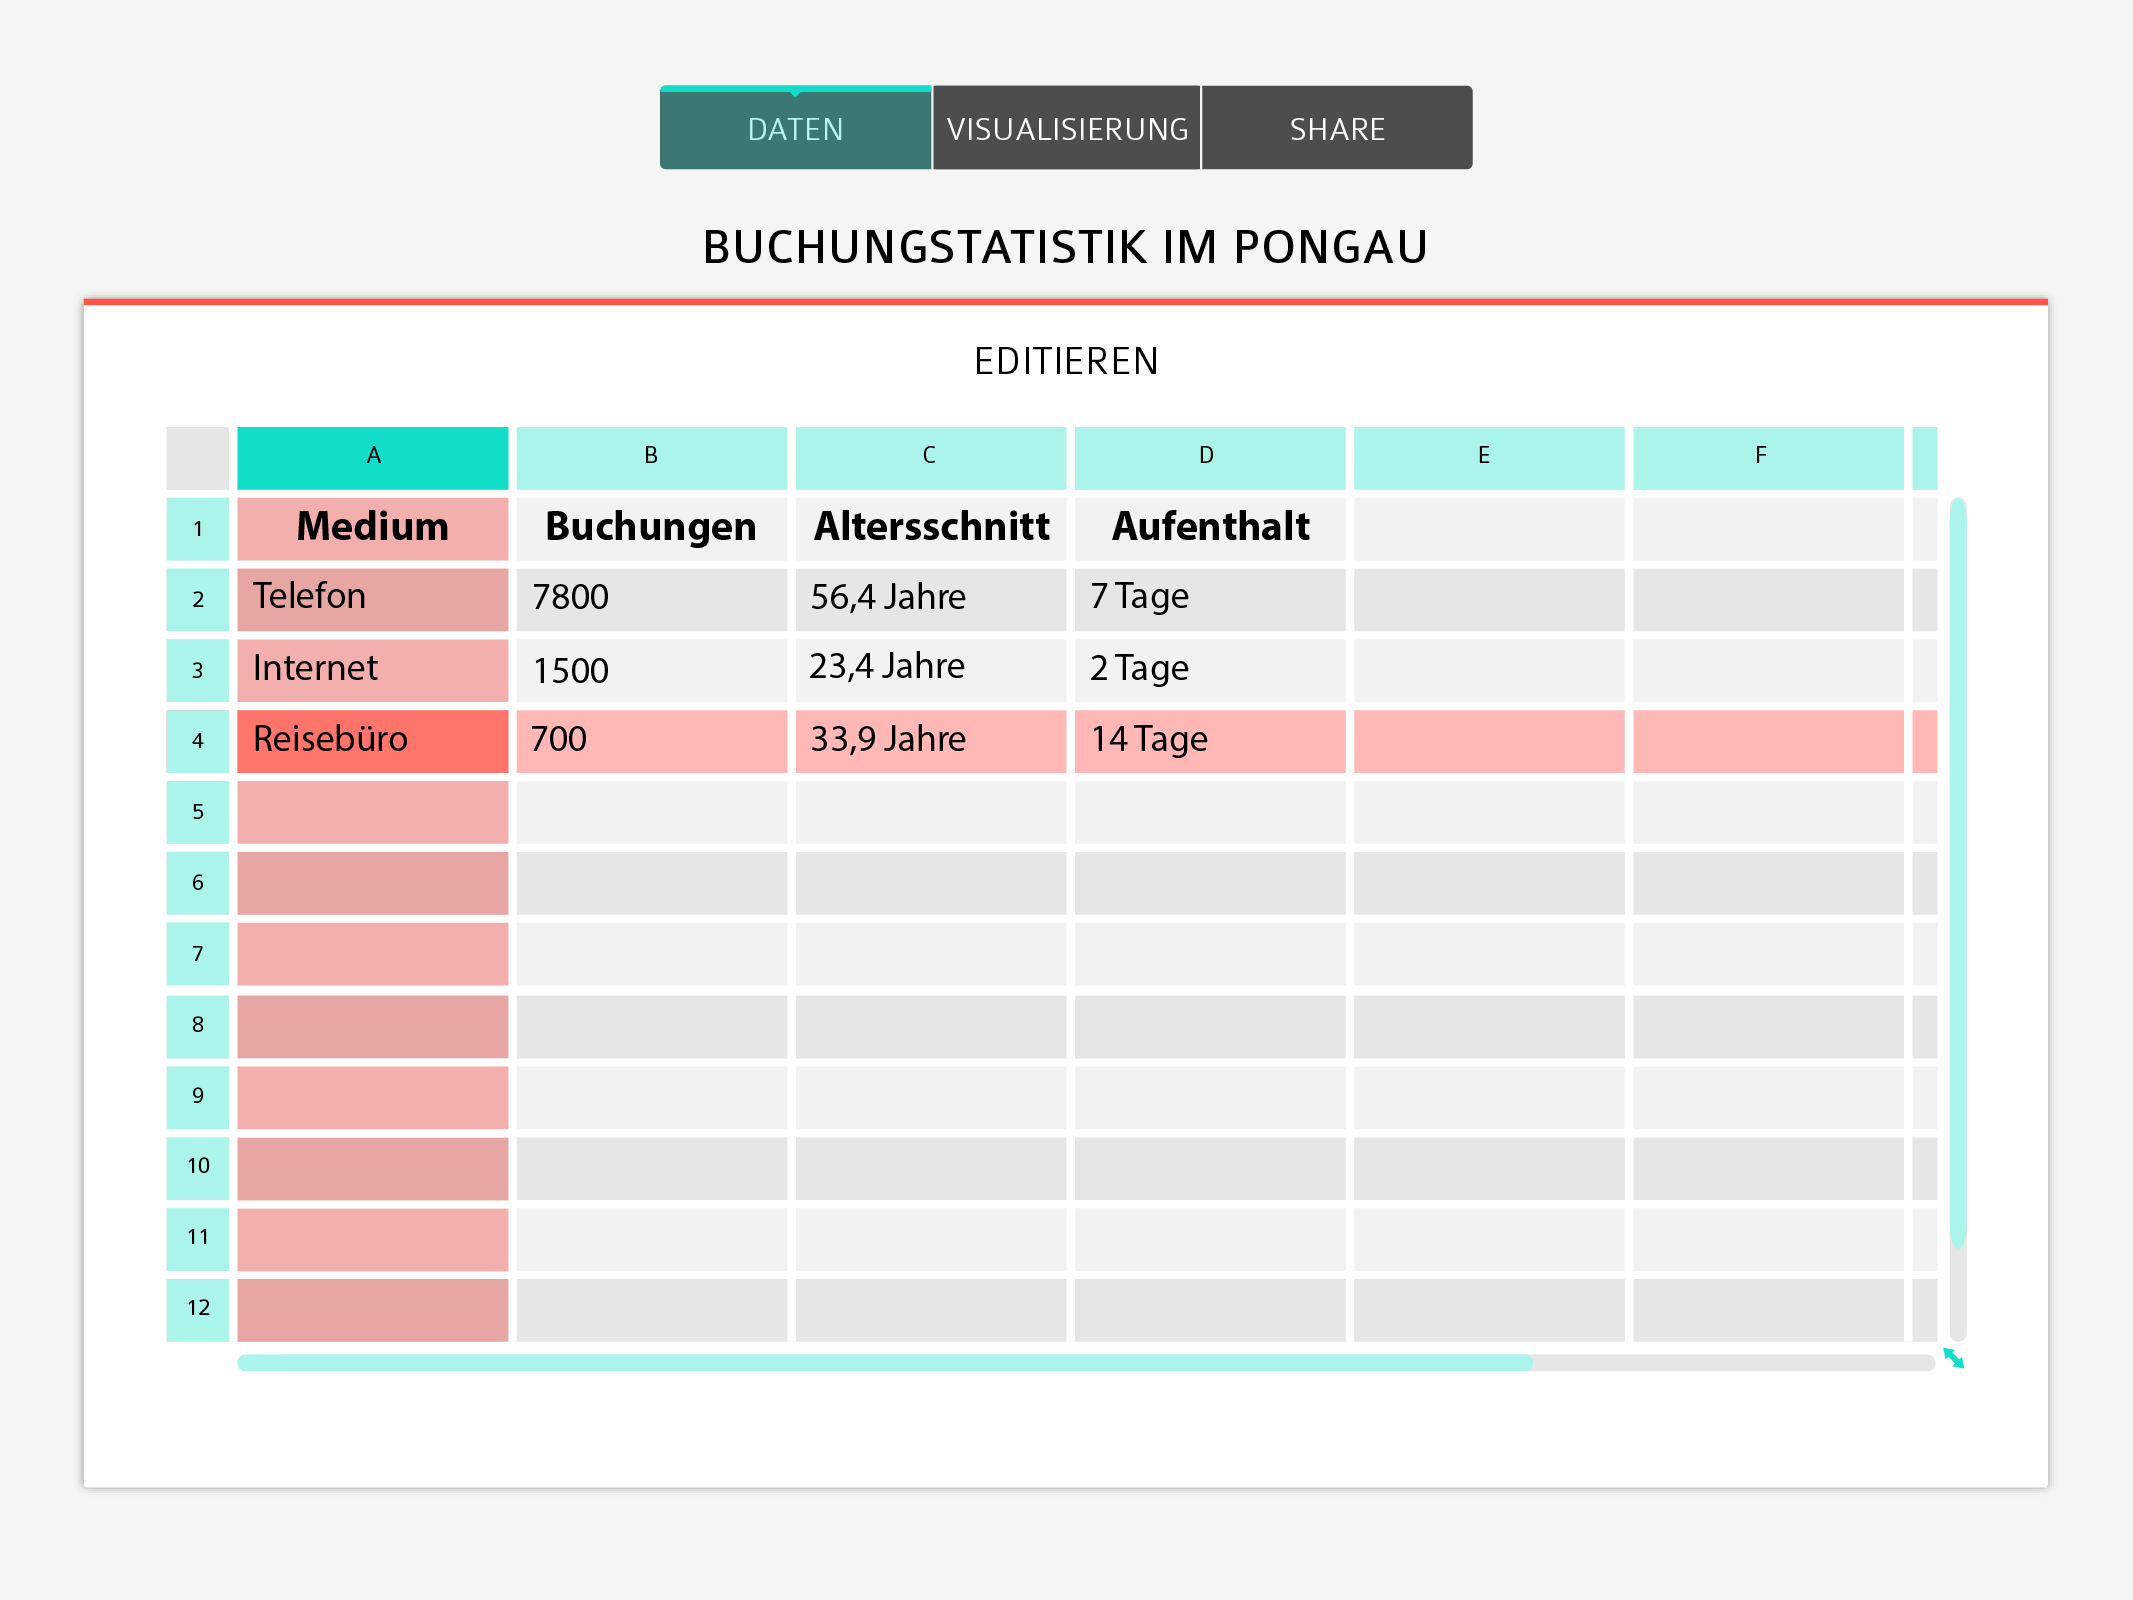 DATEN VISUALISIERUNG SHARE
BUCHUNGSTATISTIK IM PONGAU
EDITIEREN
A B C D E F
1 Medium Buchungen Altersschnitt Aufenthalt
2 Telefon 7800 56,4 Jahre 7 Tage
3 Internet 1500 23,4 Jahre 2 Tage
4 Reisebüro 700 33,9 Jahre 14 Tage
5
6
7
8
9
10
11
12